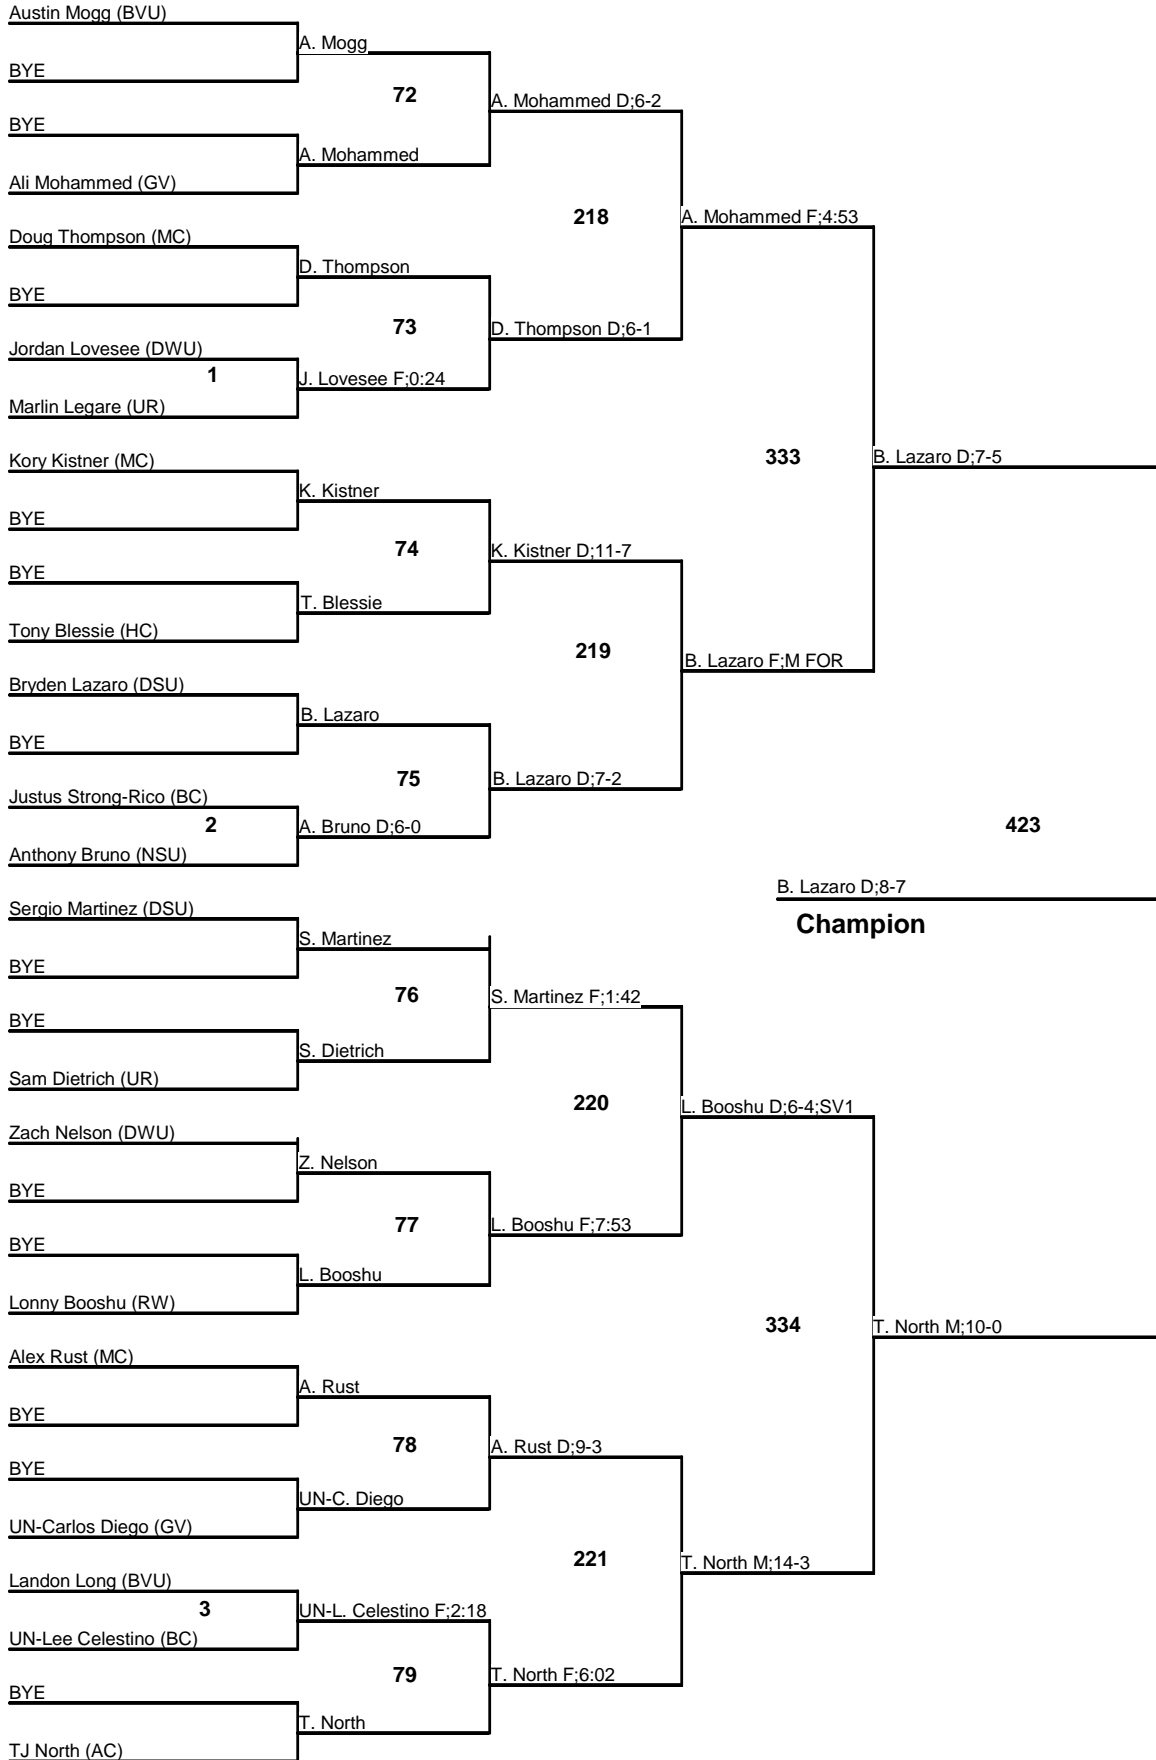 Austin Mogg (BVU)
A. Mogg
BYE
72
A. Mohammed D;6-2
BYE
A. Mohammed
Ali Mohammed (GV)
218
A. Mohammed F;4:53
Doug Thompson (MC)
D. Thompson
BYE
73
D. Thompson D;6-1
Jordan Lovesee (DWU)
1
J. Lovesee F;0:24
Marlin Legare (UR)
333
B. Lazaro D;7-5
Kory Kistner (MC)
K. Kistner
BYE
74
K. Kistner D;11-7
BYE
T. Blessie
Tony Blessie (HC)
219
B. Lazaro F;M FOR
Bryden Lazaro (DSU)
B. Lazaro
BYE
75
B. Lazaro D;7-2
Justus Strong-Rico (BC)
2
A. Bruno D;6-0
423
Anthony Bruno (NSU)
B. Lazaro D;8-7
Champion
Sergio Martinez (DSU)
S. Martinez
BYE
76
S. Martinez F;1:42
BYE
S. Dietrich
Sam Dietrich (UR)
220
L. Booshu D;6-4;SV1
Zach Nelson (DWU)
Z. Nelson
BYE
77
L. Booshu F;7:53
BYE
L. Booshu
Lonny Booshu (RW)
334
T. North M;10-0
Alex Rust (MC)
A. Rust
BYE
78
A. Rust D;9-3
BYE
UN-C. Diego
UN-Carlos Diego (GV)
221
T. North M;14-3
Landon Long (BVU)
3
UN-L. Celestino F;2:18
UN-Lee Celestino (BC)
79
T. North F;6:02
BYE
T. North
TJ North (AC)